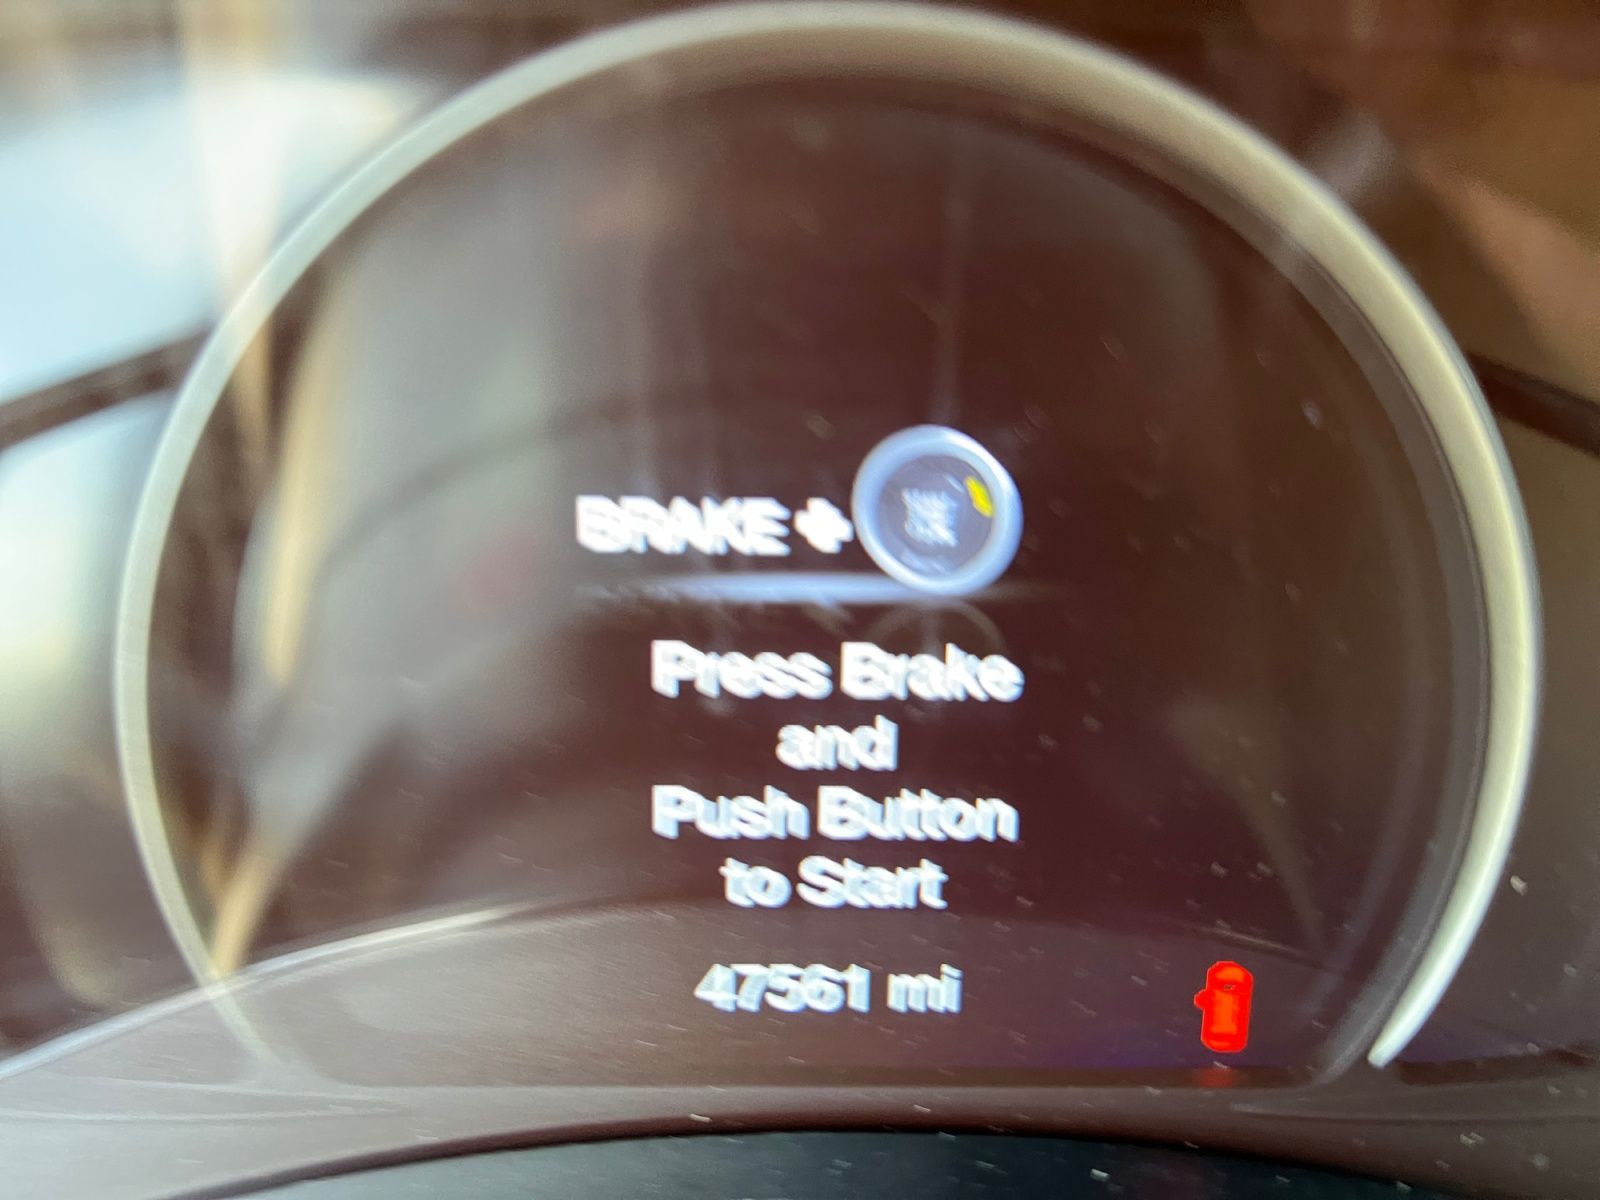 BRAKE +
Press Brake
and
Push Button
to Start
47561 mi